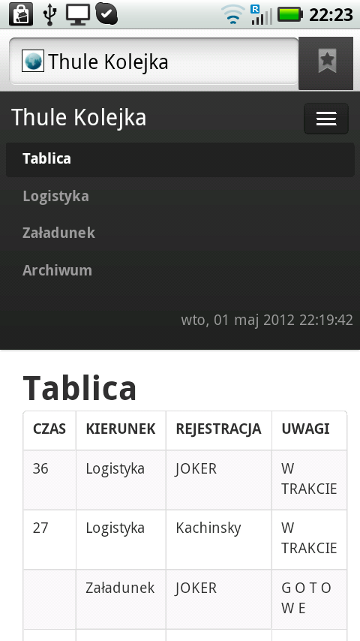 R
22:23
Thule Kolejka
Thule Kolejka
Tablica
Logistyka
Załadunek
Archiwum
wto, 01 maj 2012 22:19:42
Tablica
CZAS KIERUNEK REJESTRACJA UWAGI
36 Logistyka JOKER W
TRAKCIE
27 Logistyka Kachinsky W
TRAKCIE
Załadunek JOKER G O T O
W E